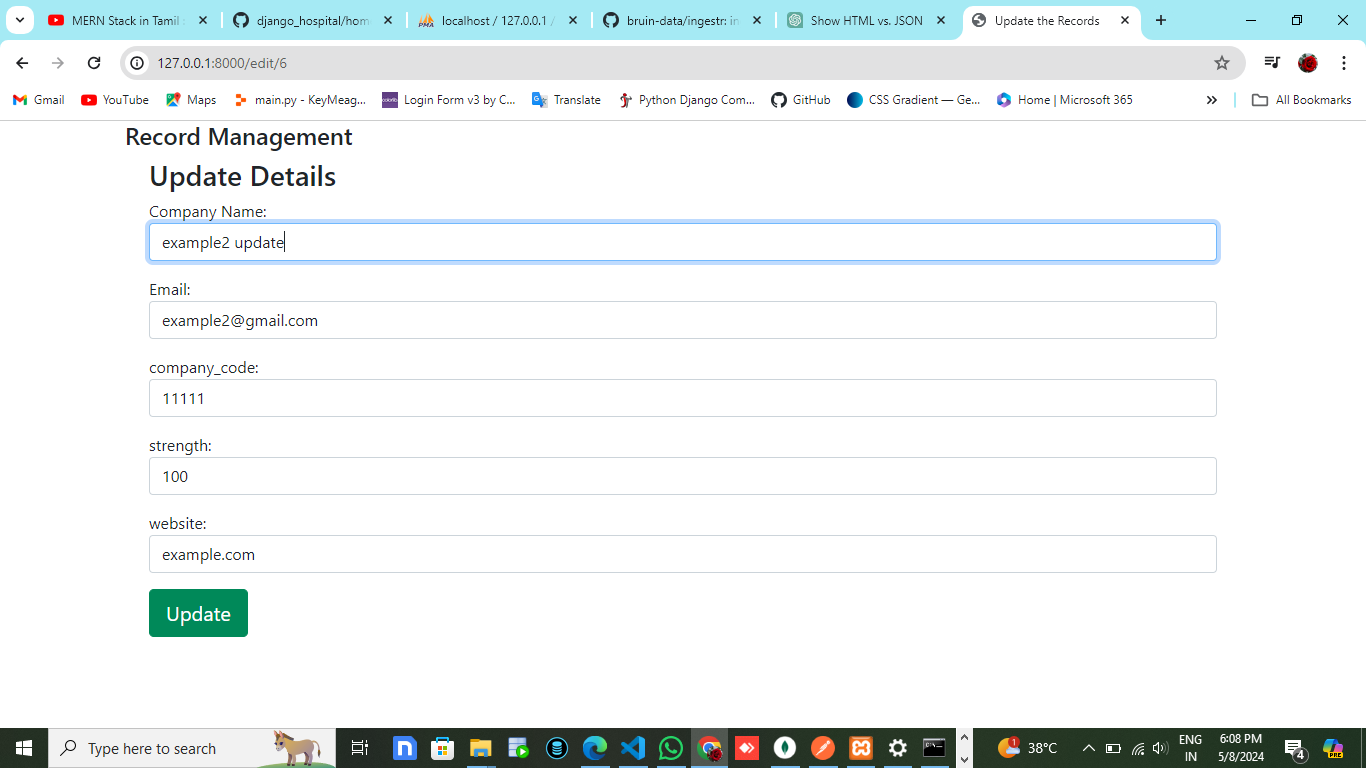 MERN Stack in Tamil
django_hospital/hom
localhost / 127.0.0.1 /
bruin-data/ingestr: in
Show HTML vs. JSON
Update the Records
127.0.0.1:8000/edit/6
Gmail
YouTube
Maps
main.py - KeyMeag...
Login Form v3 by C...
Translate
Python Django Com...
GitHub
CSS Gradient — Ge...
Home | Microsoft 365
All Bookmarks
Record Management
Update Details
Company Name:
example2 update
Email:
example2@gmail.com
company_code:
11111
strength:
100
website:
example.com
Update
Type here to search
1
38°C
ENG
IN
6:08 PM
5/8/2024
4
PRE